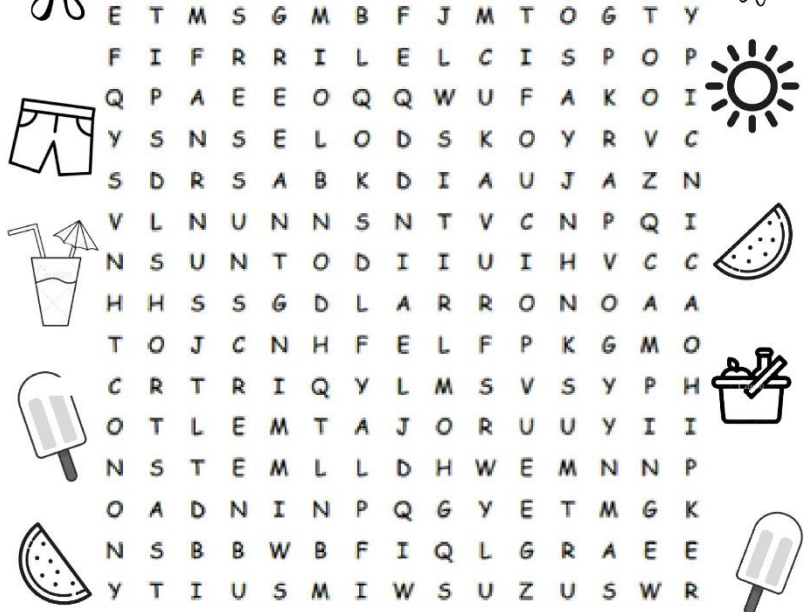 E T M S G M B F J M T O G T Y
F I F R R I L E L C I S P O P
Q P A E E O Q Q W U F A K O I
Y S N S E L O D S K O Y R V C
S D R S A B K D I A U J A Z N
V L N U N N S N T V C N P Q I
N S U N T O D I I U I H V C C
H H S S G D L A R R O N O A A
T O J C N H F E L F P K G M O
C R T R I Q Y L M S V S Y P H
O T L E M T A J O R U U Y I I
N S T E M L L D H W E M N N P
O A D N I N P Q G Y E T M G K
N S B B W B F I Q L G R A E E
Y T I U S M I W S U Z U S W R